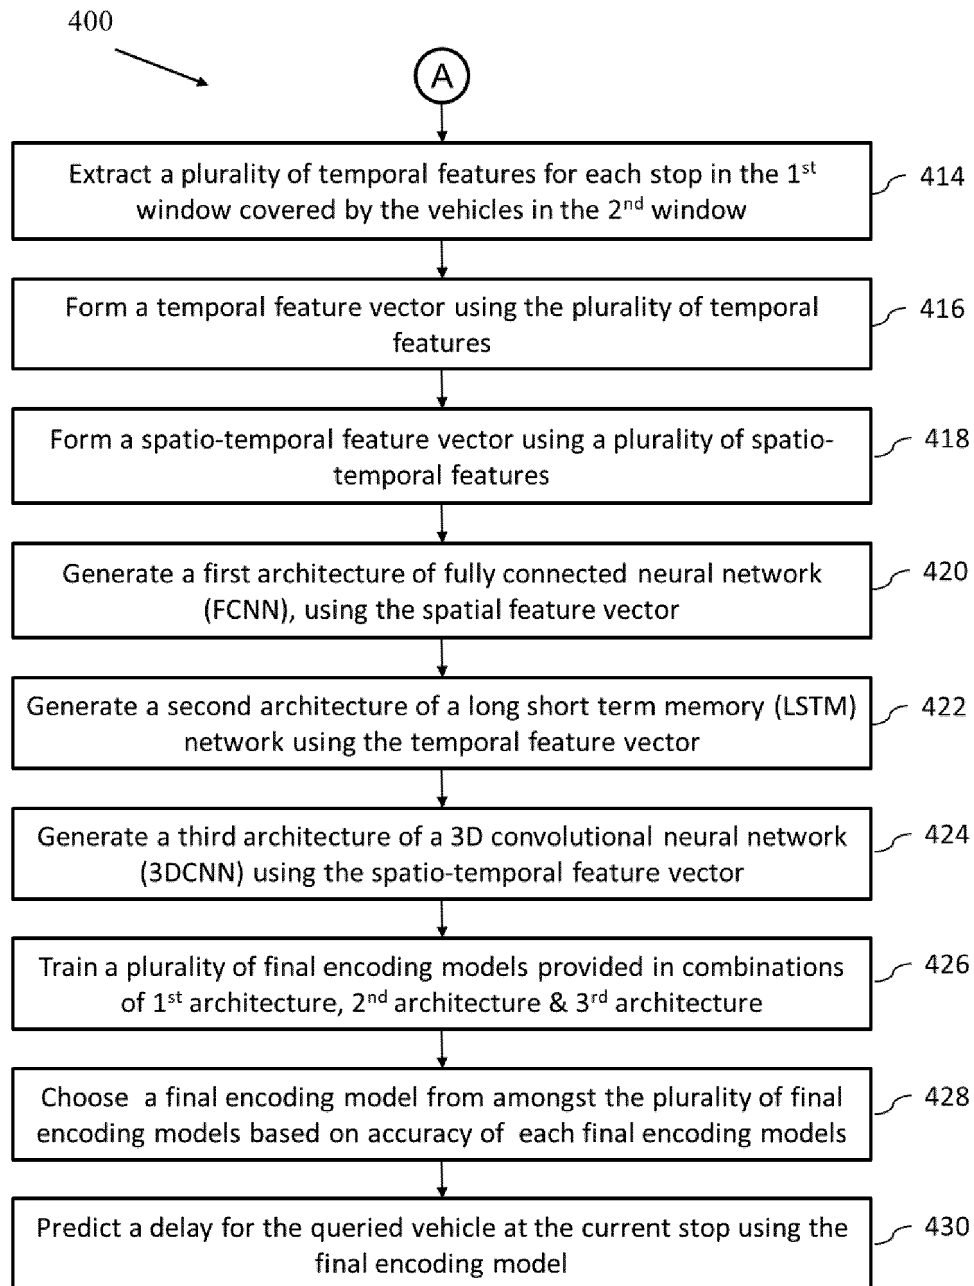 400
A
Extract a plurality of temporal features for each stop in the 1st
window covered by the vehicles in the 2nd window
414
Form a temporal feature vector using the plurality of temporal
features
416
Form a spatio-temporal feature vector using a plurality of spatio-
temporal features
418
Generate a first architecture of fully connected neural network
(FCNN), using the spatial feature vector
420
Generate a second architecture of a long short term memory (LSTM)
network using the temporal feature vector
422
Generate a third architecture of a 3D convolutional neural network
(3DCNN) using the spatio-temporal feature vector
424
Train a plurality of final encoding models provided in combinations
of 1st architecture, 2nd architecture & 3rd architecture
426
Choose a final encoding model from amongst the plurality of final
encoding models based on accuracy of each final encoding models
428
Predict a delay for the queried vehicle at the current stop using the
final encoding model
430